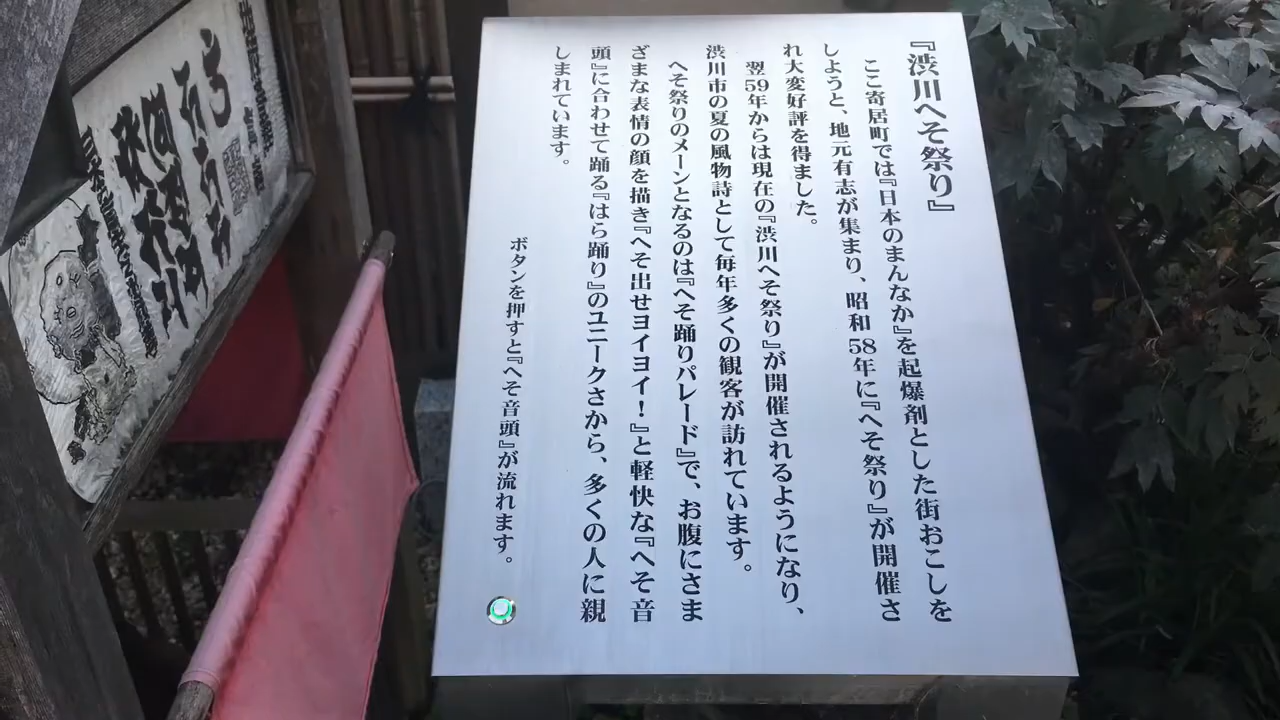 『渋川へそ祭り』
ここ寄居町では『日本のまんなか』を起爆剤とした街おこしを
しようと、地元有志が集まり、昭和58年に『へそ祭り』が開催さ
れ大変好評を得ました。
翌59年からは現在の『渋川へそ祭り』が開催されるようになり、
渋川市の夏の風物詩として毎年多くの観客が訪れています。
へそ祭りのメーンとなるのは『へそ踊りパレード』で、お腹にさま
ざまな表情の顔を描き『へそ出せヨイヨイ！』と軽快な『へそ音
頭』に合わせて踊る『はら踊り』のユニークさから、多くの人に親
しまれています。
ボタンを押すと『へそ音頭』が流れます。